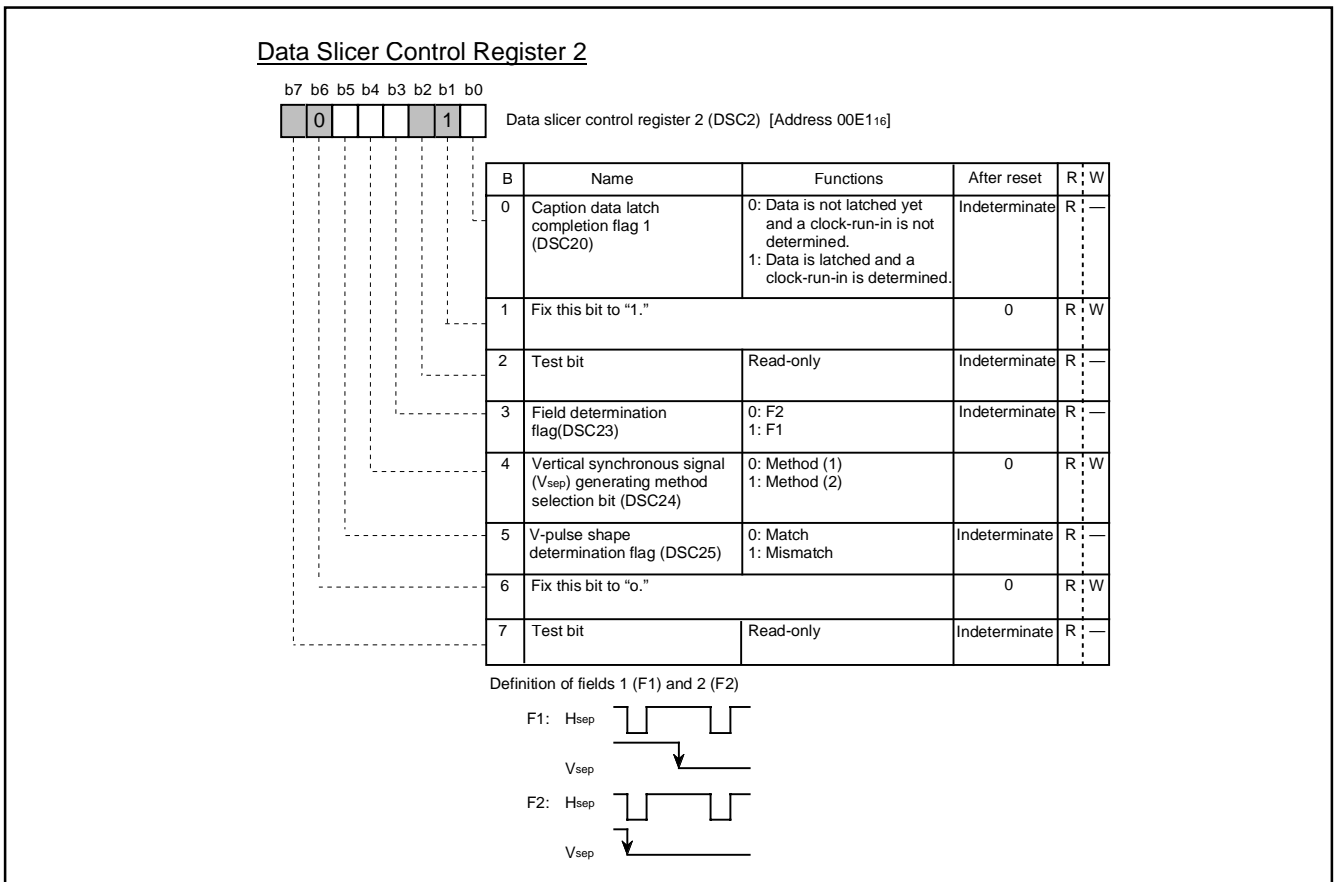 Data Slicer Control Register 2
b7 b6 b5 b4 b3 b2 b1 b0
0 1
Data slicer control register 2 (DSC2) [Address 00E116]
B Name Functions After reset R W
0 Caption data latch completion flag 1 (DSC20) 0: Data is not latched yet and a clock-run-in is not determined. 1: Data is latched and a clock-run-in is determined. Indeterminate R —
1 Fix this bit to “1.” 0 R W
2 Test bit Read-only Indeterminate R —
3 Field determination flag(DSC23) 0: F2 1: F1 Indeterminate R —
4 Vertical synchronous signal (Vsep) generating method selection bit (DSC24) 0: Method (1) 1: Method (2) 0 R W
5 V-pulse shape determination flag (DSC25) 0: Match 1: Mismatch Indeterminate R —
6 Fix this bit to “o.” 0 R W
7 Test bit Read-only Indeterminate R —
Definition of fields 1 (F1) and 2 (F2)
F1: Hsep
Vsep
F2: Hsep
Vsep